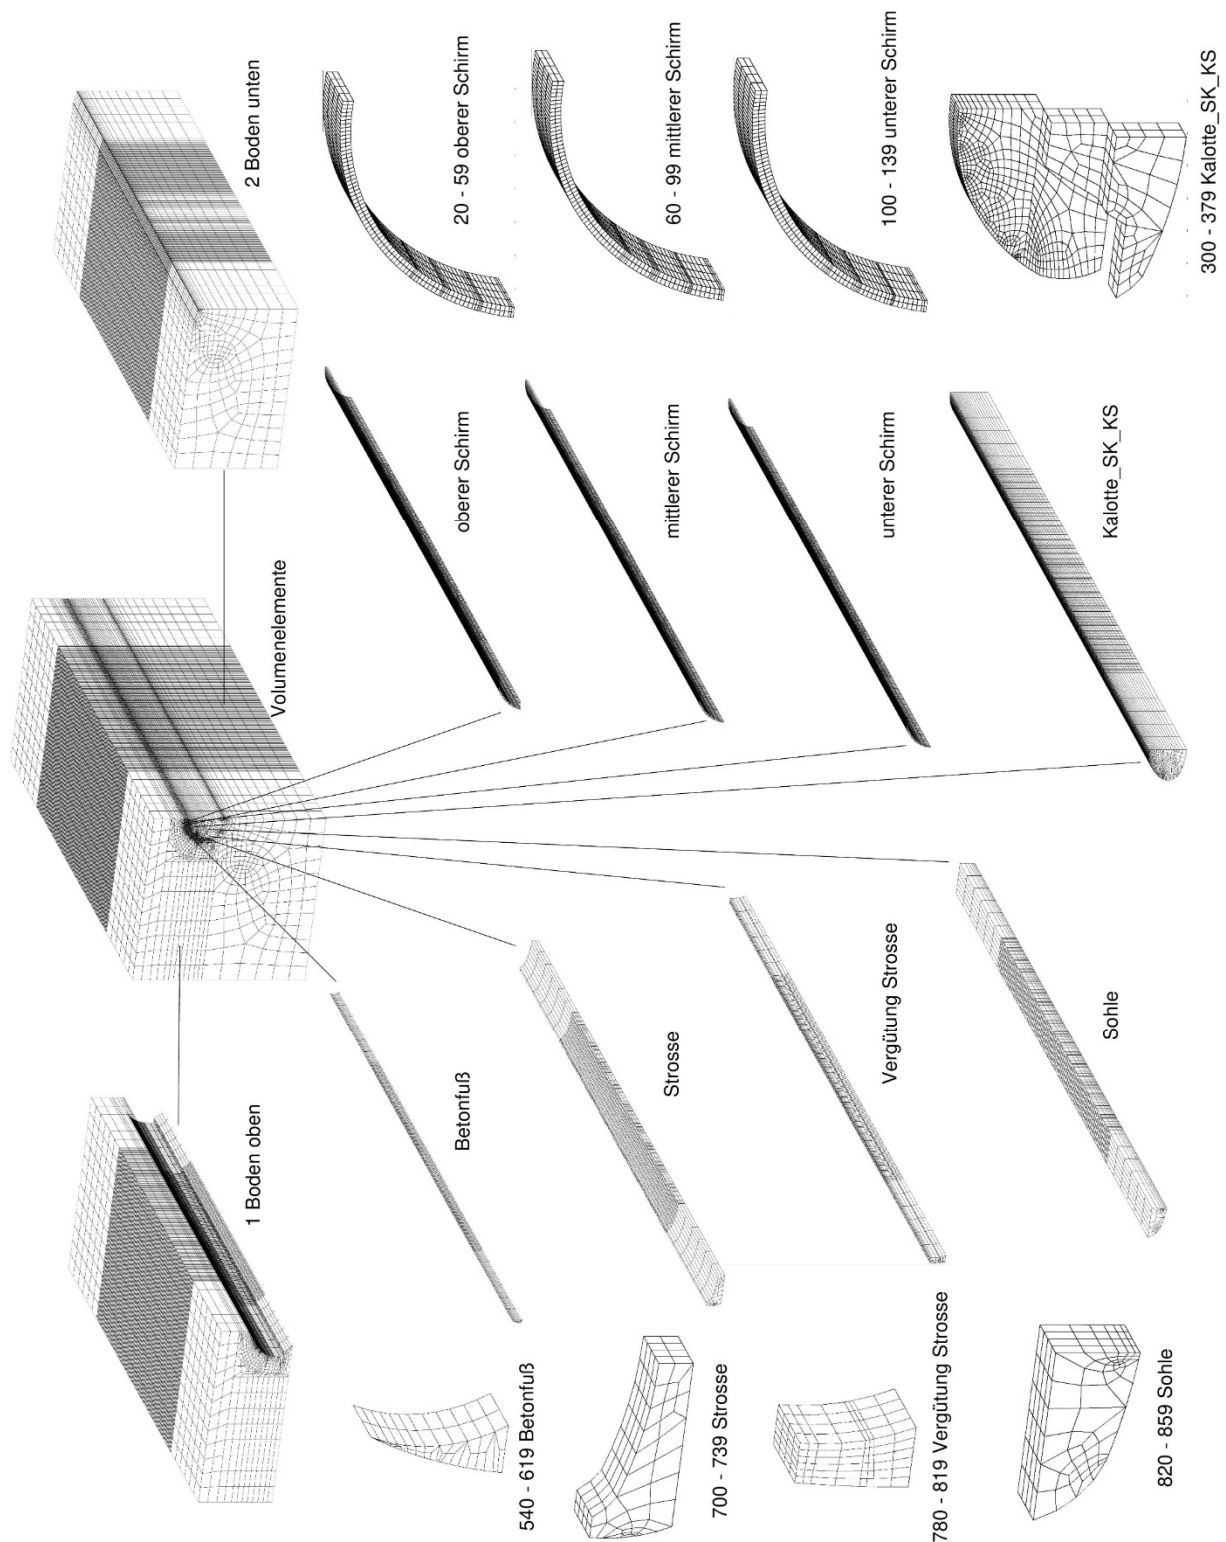 1 Boden oben
Volumenelemente
2 Boden unten
540 - 619 Betonfuß
Betonfuß
oberer Schirm
20 - 59 oberer Schirm
700 - 739 Strosse
Strosse
mittlerer Schirm
60 - 99 mittlerer Schirm
780 - 819 Vergütung Strosse
Vergütung Strosse
unterer Schirm
100 - 139 unterer Schirm
820 - 859 Sohle
Sohle
Kalotte_SK_KS
300 - 379 Kalotte_SK_KS